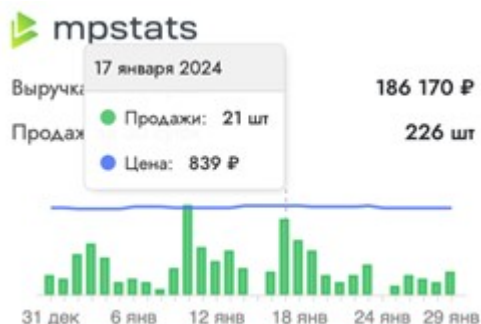 mpstats
17 января 2024
Выручка 186 170 ₽
Продажи: 21 шт
Продаж 226 шт
Цена: 839 ₽
31 дек 6 янв 12 янв 18 янв 24 янв 29 янв